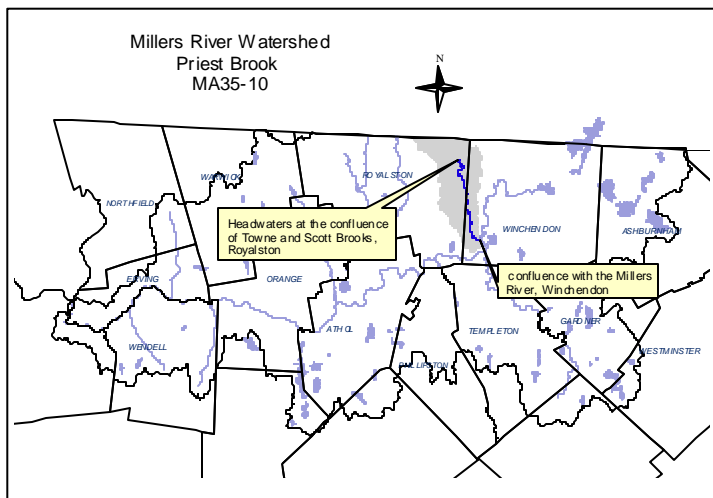 Millers River Watershed
Priest Brook
MA35-10
N
ROYALSTON
WARWICK
NORTHFIELD
Headwaters at the confluence
of Towne and Scott Brooks,
Royalston
WINCHENDON
ASHBURNHAM
confluence with the Millers
River, Winchendon
ERVING
ORANGE
GARDNER
ATHOL
TEMPLETON
WENDELL
WESTMINSTER
PHILLIPSTON